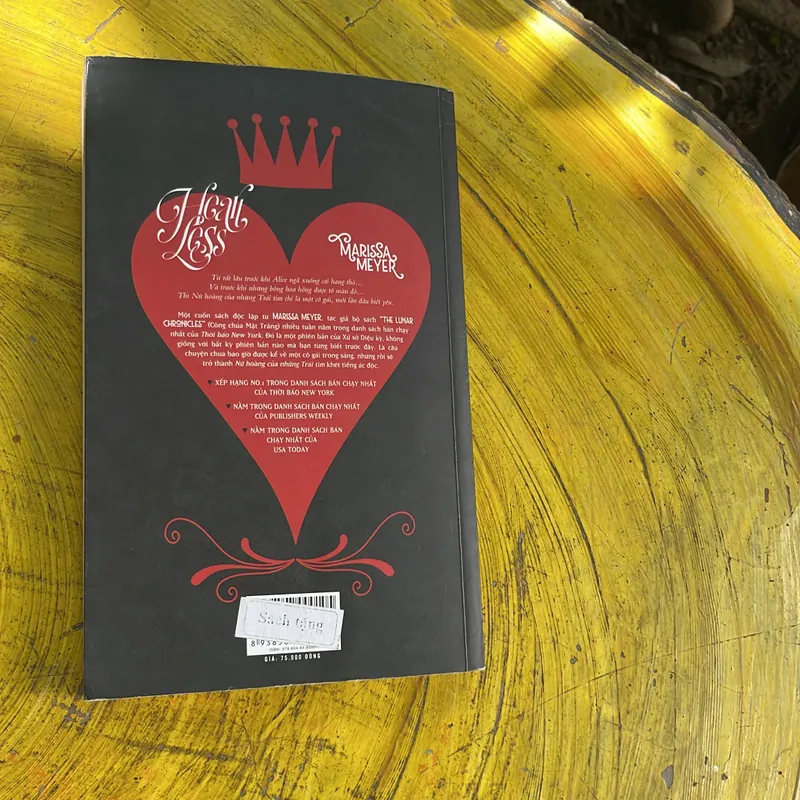 Heartless
MARISSA
MEYER
Từ rất lâu trước khi Alice ngã xuống cái hang thỏ...
Và trước khi những bông hoa hồng được tô màu đỏ...
Thì Nữ hoàng của những Trái tim chỉ là một cô gái, mới lần đầu biết yêu.
Một cuốn sách độc lập từ MARISSA MEYER, tác giả bộ sách "THE LUNAR
CHRONICLES" (Công chúa Mặt Trăng) nhiều tuần nằm trong danh sách bán chạy
nhất của Thời báo New York. Đó là một phiên bản của Xứ sở Diệu kỳ, không
giống với bất kỳ phiên bản nào mà bạn từng biết trước đây. Là câu
chuyện chưa bao giờ được kể về một cô gái trong sáng, nhưng rồi sẽ
trở thành Nữ hoàng của những Trái tim khét tiếng ác độc.
XẾP HẠNG NO.1 TRONG DANH SÁCH BÁN CHẠY NHẤT
CỦA THỜI BÁO NEW YORK
NẰM TRONG DANH SÁCH BÁN CHẠY NHẤT
CỦA PUBLISHERS WEEKLY
NẰM TRONG DANH SÁCH BÁN
CHẠY NHẤT CỦA
USA TODAY
Sách tặng
GIÁ: 75.000 ĐỒNG